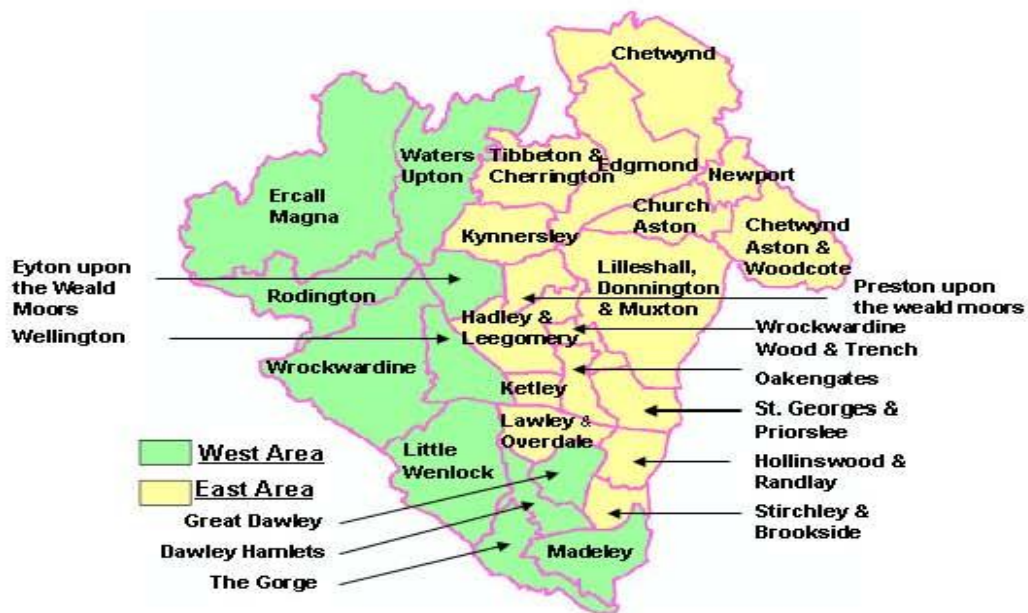 Chetwynd
Waters
Upton
Tibbeton &
Cherrington
Edgmond
Newport
Ercall
Magna
Church
Aston
Chetwynd
Aston &
Woodcote
Kynnersley
Eyton upon
the Weald
Moors
Rodington
Lilleshall,
Donnington
& Muxton
Preston upon
the weald moors
Wellington
Hadley &
Leegomery
Wrockwardine
Wood & Trench
Wrockwardine
Ketley
Oakengates
Lawley &
Overdale
St. Georges &
Priorslee
West Area
Little
Wenlock
Hollinswood &
Randlay
East Area
Great Dawley
Stirchley &
Brookside
Dawley Hamlets
Madeley
The Gorge